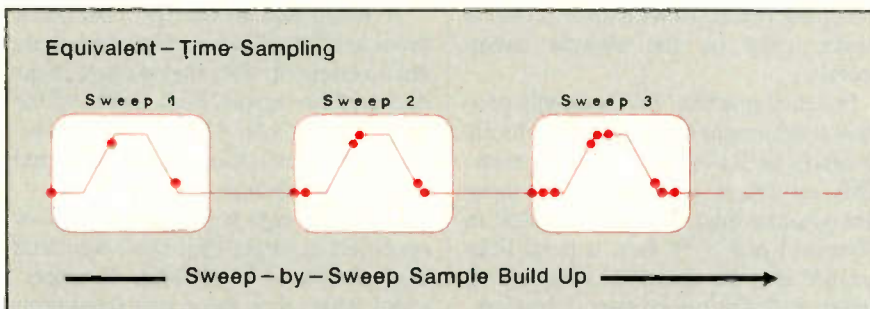 Equivalent-Time Sampling
Sweep 1
Sweep 2
Sweep 3
Sweep-by-Sweep Sample Build Up